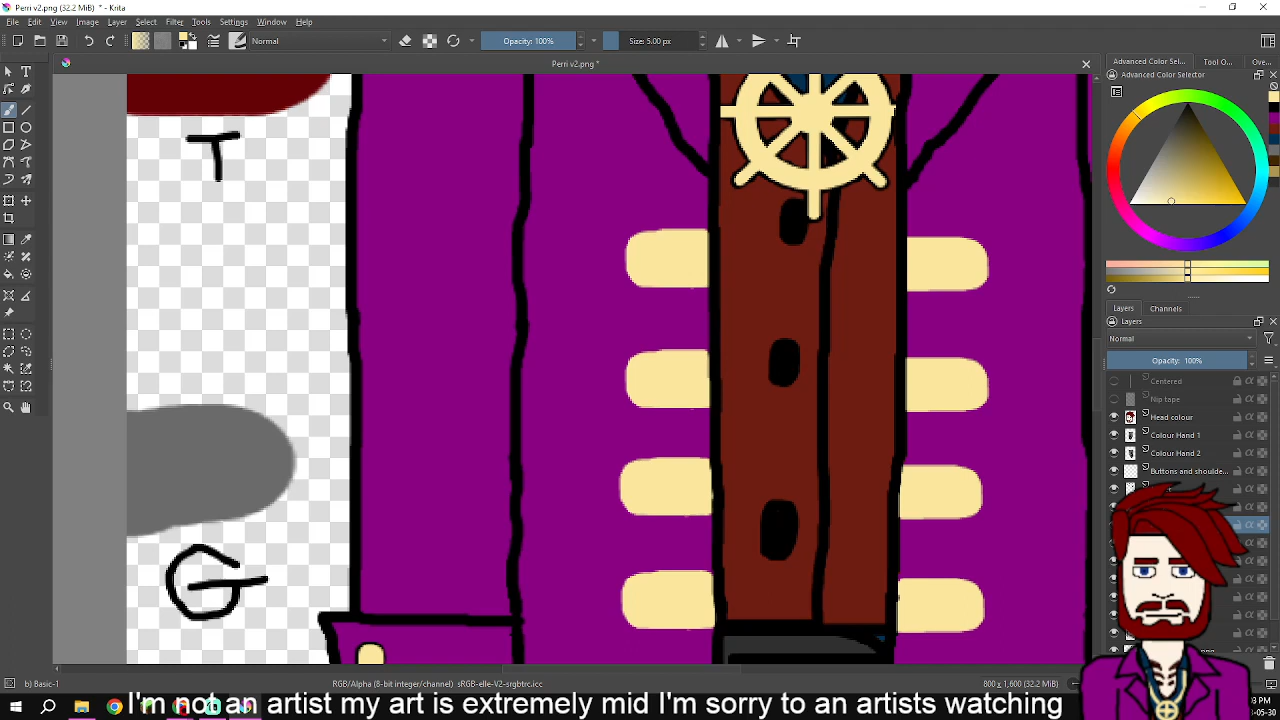 Perri v2.png (32.2 MiB) * - Krita
File Edit View Image Layer Select Filter Tools Settings Window Help
Normal Opacity: 100% Size: 5.00 px
Perri v2.png*
Advanced Color Sel... Tool O... Ove...
Advanced Color Selector
T
G
Layers Channels
Layers
Normal
Opacity: 100%
Centered
Nip tape
Head colour
Colour Hand 1
Colour Hand 2
Buttons and shoulde...
b) Basic-1 RGB/Alpha (8-bit integer/channel) sRGB-elle-V2-srgbtrc.icc 800 x 1,600 (32.2 MiB)
I'm not an artist my art is extremely mid I'm sorry to an artists watching